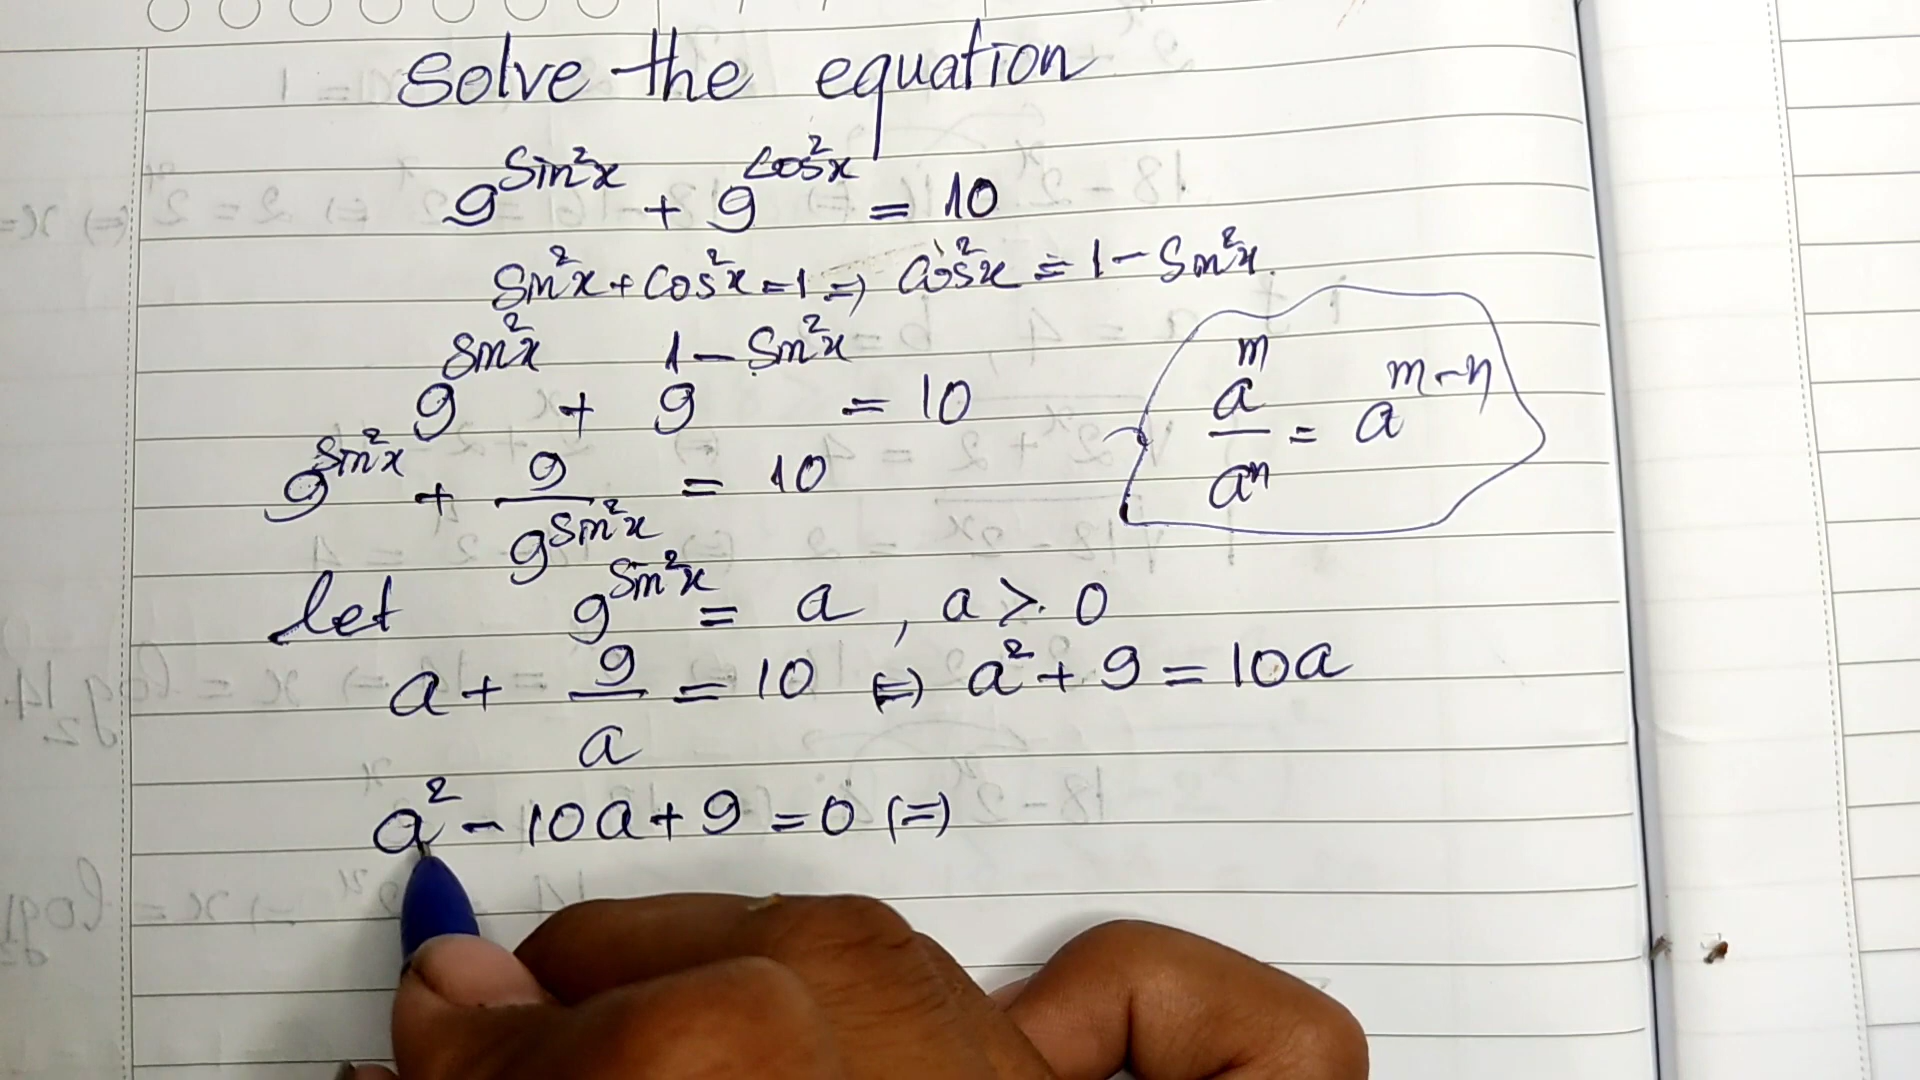 Solve the equation
9^{Sin²x} + 9^{Cos²x} = 10
Sin²x + Cos²x = 1 ⇒ Cos²x = 1 - Sin²x.
9^{Sin²x} + 9^{1 - Sin²x} = 10
a^m / a^n = a^{m-n}
9^{Sin²x} + 9 / 9^{Sin²x} = 10
let 9^{Sin²x} = a , a > 0
a + 9/a = 10 ⇔ a² + 9 = 10a
a² - 10a + 9 = 0 (=)